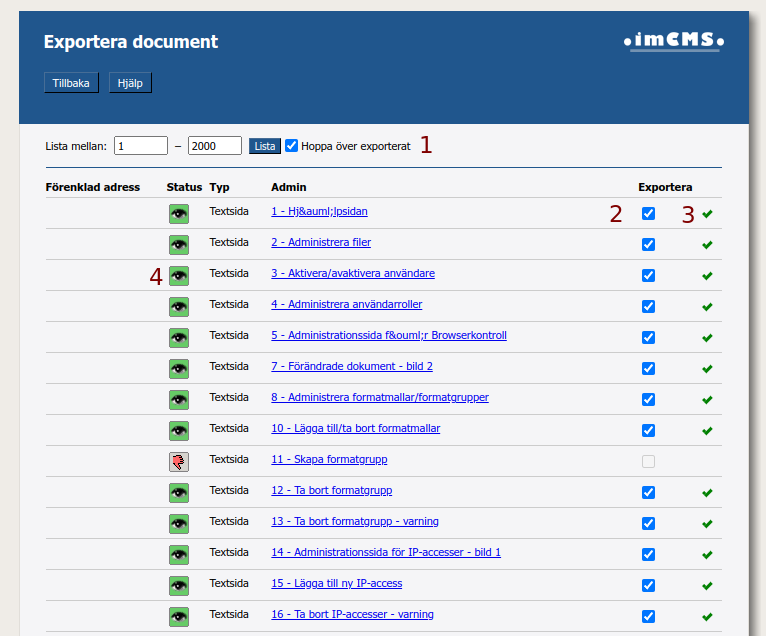 Exportera document
imCMS
Tillbaka Hjälp
Lista mellan: 1 – 2000 Lista Hoppa över exporterat 1
Förenklad adress Status Typ Admin Exportera
Textsida 1 - Hj&auml;lpsidan 2 3
Textsida 2 - Administrera filer
4 Textsida 3 - Aktivera/avaktivera användare
Textsida 4 - Administrera användarroller
Textsida 5 - Administrationssida f&ouml;r Browserkontroll
Textsida 7 - Förändrade dokument - bild 2
Textsida 8 - Administrera formatmallar/formatgrupper
Textsida 10 - Lägga till/ta bort formatmallar
Textsida 11 - Skapa formatgrupp
Textsida 12 - Ta bort formatgrupp
Textsida 13 - Ta bort formatgrupp - varning
Textsida 14 - Administrationssida för IP-accesser - bild 1
Textsida 15 - Lägga till ny IP-access
Textsida 16 - Ta bort IP-accesser - varning